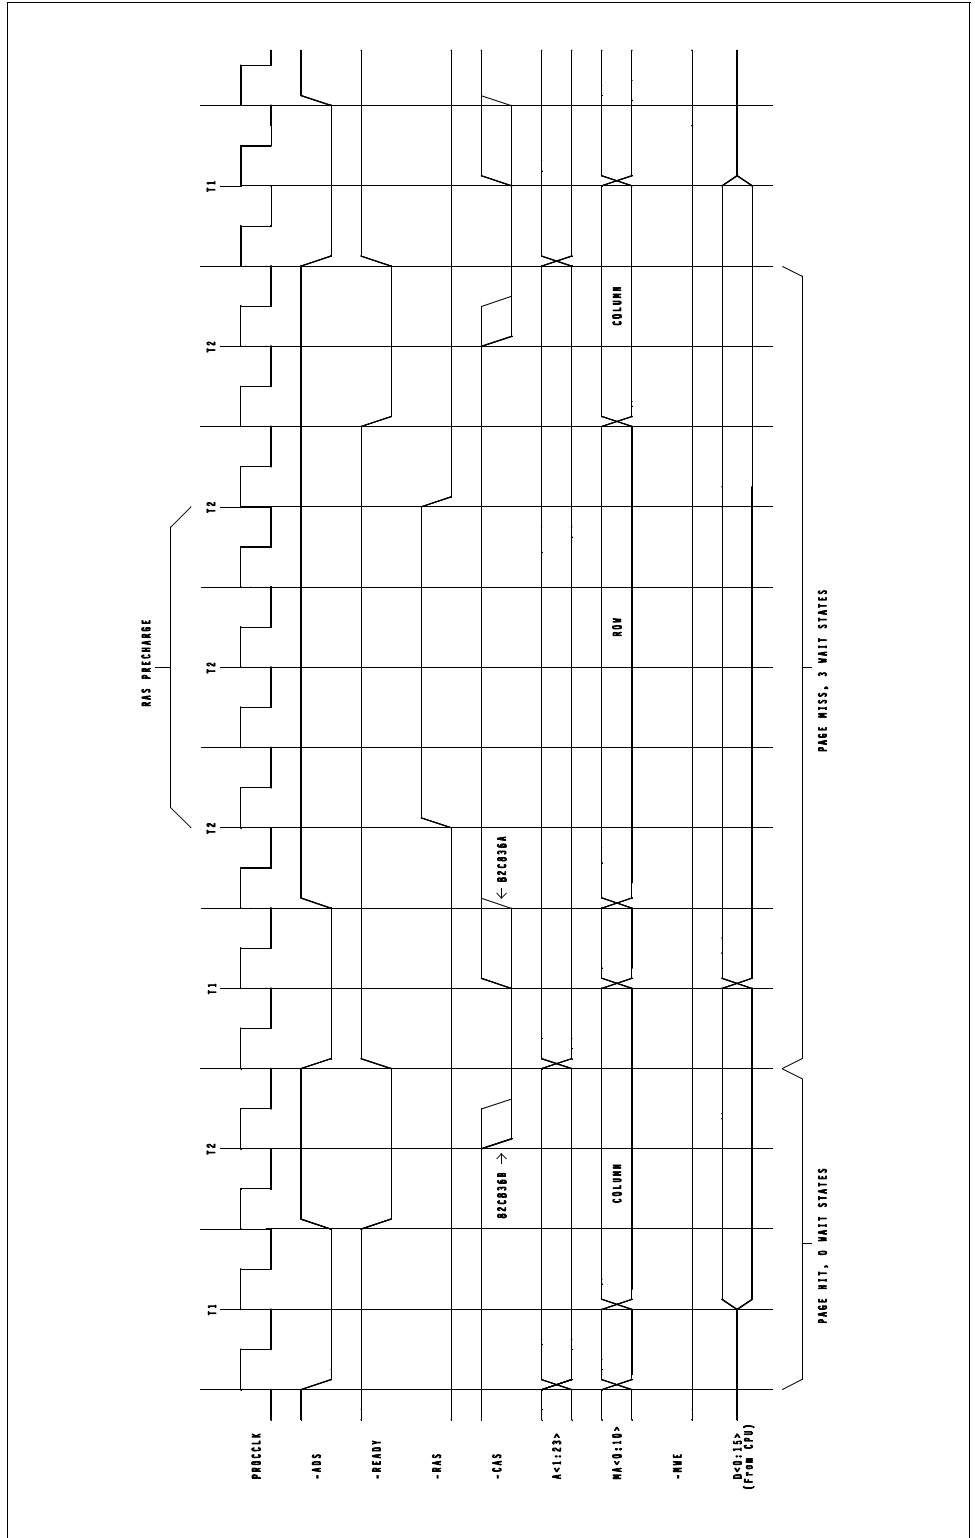 RAS PRECHARGE
T1 T2 T1 T2 T2 T2 T2 T1
PROCCLK
-ADS
-READY
-RAS
-CAS
82C836B →
← 82C836A
A<1:23>
MA<0:10>
COLUMN ROW COLUMN
-MWE
D<0:15>
(From CPU)
PAGE HIT, 0 WAIT STATES
PAGE MISS, 3 WAIT STATES